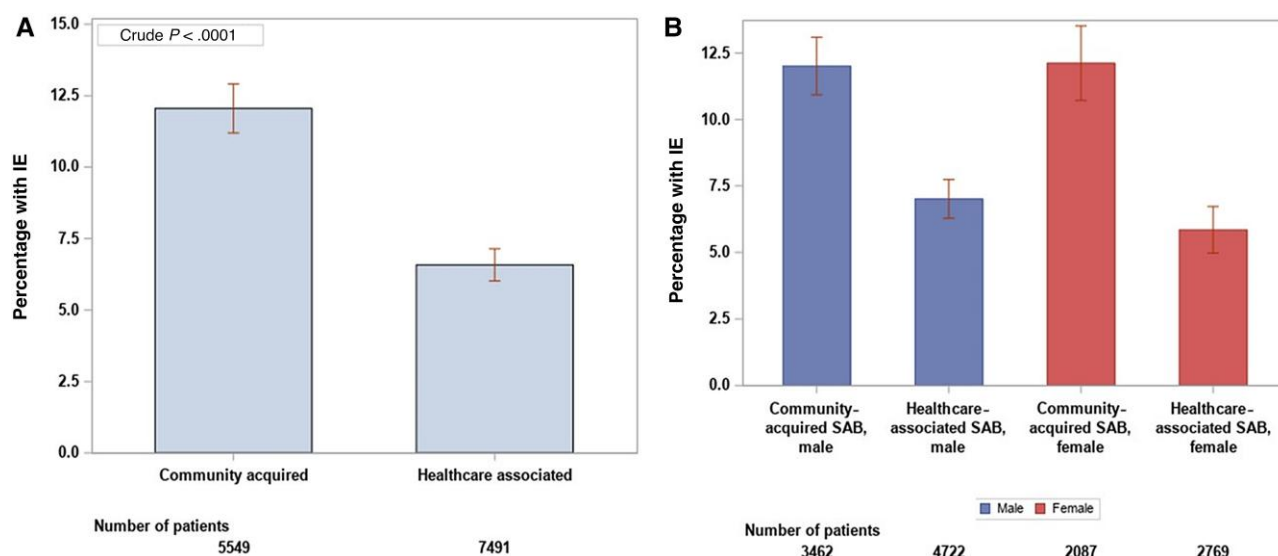 A
Crude P < .0001
Percentage with IE
15.0
12.5
10.0
7.5
5.0
2.5
0.0
Community acquired
Healthcare associated
Number of patients
5549
7491
B
Percentage with IE
12.5
10.0
7.5
5.0
2.5
0.0
Community-
acquired SAB,
male
Healthcare-
associated SAB,
male
Community-
acquired SAB,
female
Healthcare-
associated SAB,
female
Male
Female
Number of patients
3462
4722
2087
2769